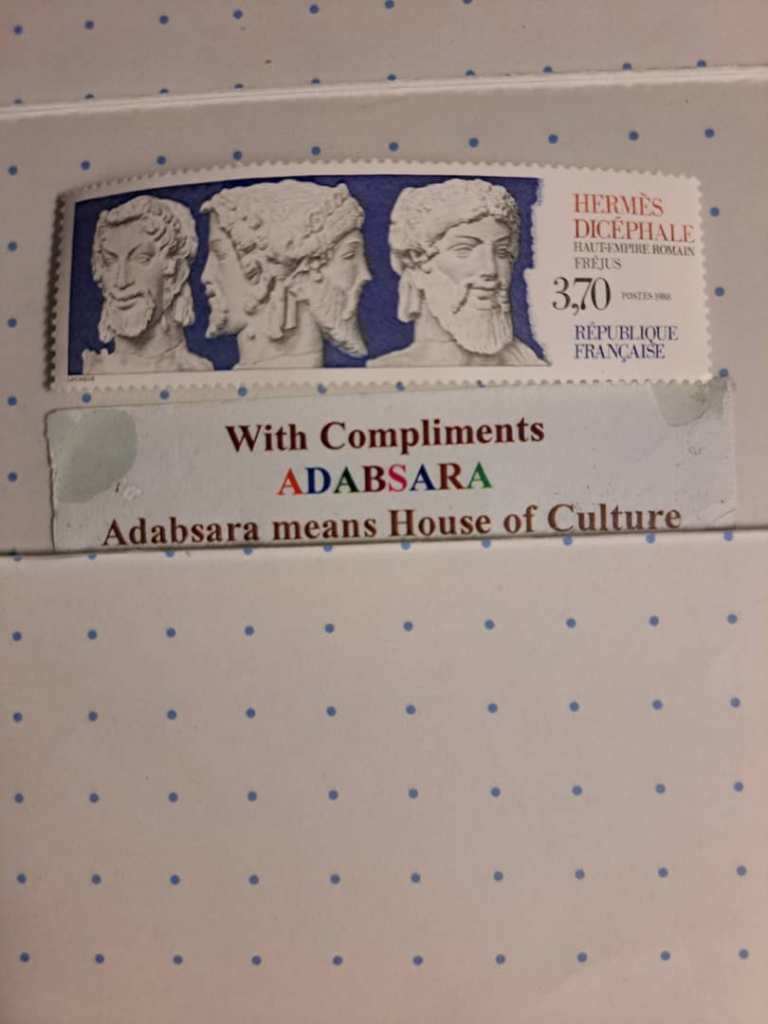 HERMÈS
DICÉPHALE
HAUT-EMPIRE ROMAIN
FRÉJUS
3,70 POSTES 1988
RÉPUBLIQUE
FRANÇAISE
With Compliments
ADABSARA
Adabsara means House of Culture